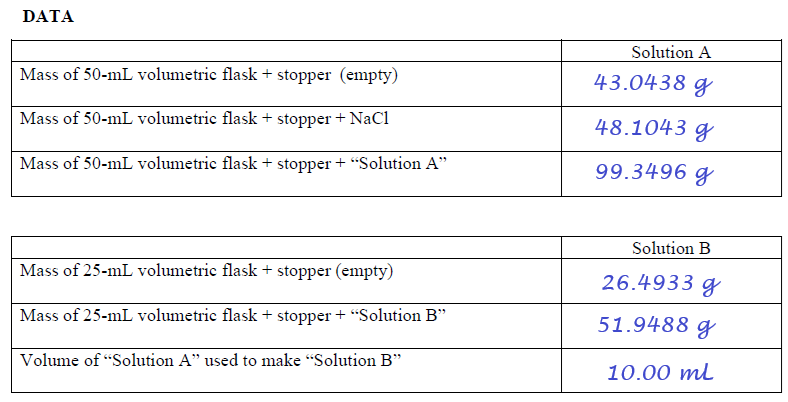 DATA
Solution A
Mass of 50-mL volumetric flask + stopper (empty) 43.0438 g
Mass of 50-mL volumetric flask + stopper + NaCl 48.1043 g
Mass of 50-mL volumetric flask + stopper + “Solution A” 99.3496 g
Solution B
Mass of 25-mL volumetric flask + stopper (empty) 26.4933 g
Mass of 25-mL volumetric flask + stopper + “Solution B” 51.9488 g
Volume of “Solution A” used to make “Solution B” 10.00 mL